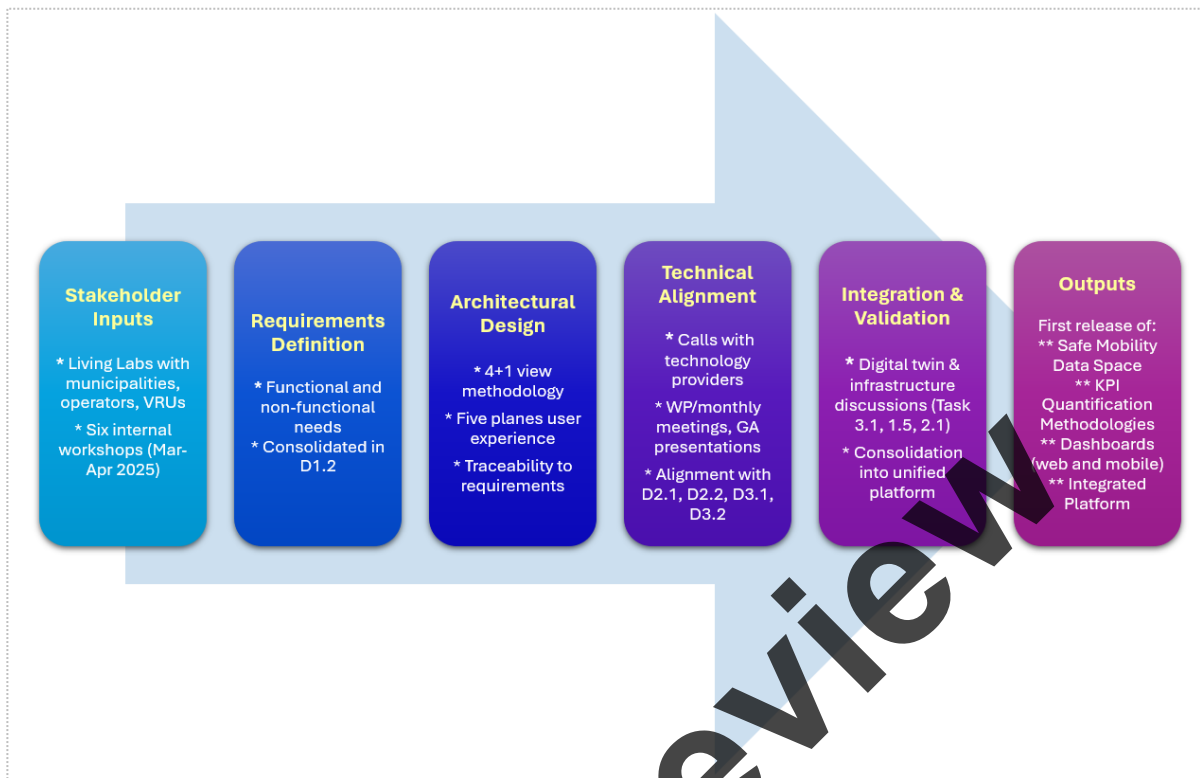 Stakeholder
Inputs
* Living Labs with
municipalities,
operators, VRUs
* Six internal
workshops (Mar-
Apr 2025)
Requirements
Definition
* Functional and
non-functional
needs
* Consolidated in
D1.2
Architectural
Design
* 4+1 view
methodology
* Five planes user
experience
* Traceability to
requirements
Technical
Alignment
* Calls with
technology
providers
* WP/monthly
meetings, GA
presentations
* Alignment with
D2.1, D2.2, D3.1,
D3.2
Integration &
Validation
* Digital twin &
infrastructure
discussions (Task
3.1, 1.5, 2.1)
* Consolidation
into unified
platform
Outputs
First release of:
** Safe Mobility
Data Space
** KPI
Quantification
Methodologies
** Dashboards
(web and mobile)
** Integrated
Platform
eview